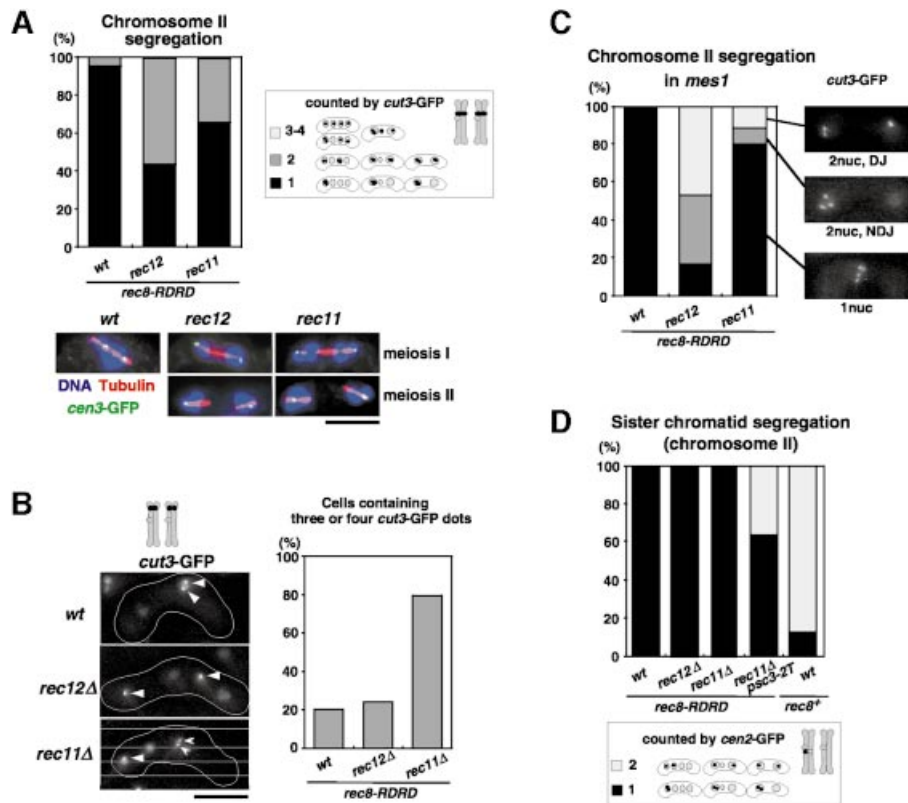 A
Chromosome II
segregation
(%)
100
80
60
40
20
0
wt
rec12
rec11
rec8-RDRD
counted by cut3-GFP
3-4
2
1
wt
rec12
rec11
meiosis I
DNA Tubulin
cen3-GFP
meiosis II
B
cut3-GFP
wt
rec12Δ
rec11Δ
Cells containing
three or four cut3-GFP dots
(%)
100
80
60
40
20
0
wt
rec12Δ
rec11Δ
rec8-RDRD
C
Chromosome II segregation
in mes1
(%)
100
80
60
40
20
0
wt
rec12
rec11
rec8-RDRD
cut3-GFP
2nuc, DJ
2nuc, NDJ
1nuc
D
Sister chromatid segregation
(chromosome II)
(%)
100
80
60
40
20
0
wt
rec12Δ
rec11Δ
rec11Δ
psc3-2T
wt
rec8-RDRD
rec8+
counted by cen2-GFP
2
1